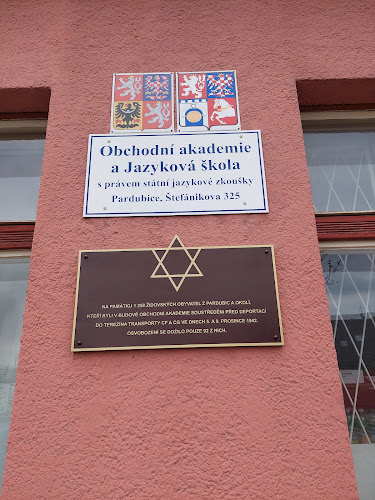 Obchodní akademie
a Jazyková škola
s právem státní jazykové zkoušky
Pardubice, Štefánikova 325
NA PAMÁTKU 1 256 ŽIDOVSKÝCH OBYVATEL Z PARDUBIC A OKOLÍ,
KTEŘÍ BYLI V BUDOVĚ OBCHODNÍ AKADEMIE SOUSTŘEDĚNI PŘED DEPORTACÍ
DO TEREZÍNA TRANSPORTY CF A CG VE DNECH 5. A 9. PROSINCE 1942.
OSVOBOZENÍ SE DOŽILO POUZE 92 Z NICH.